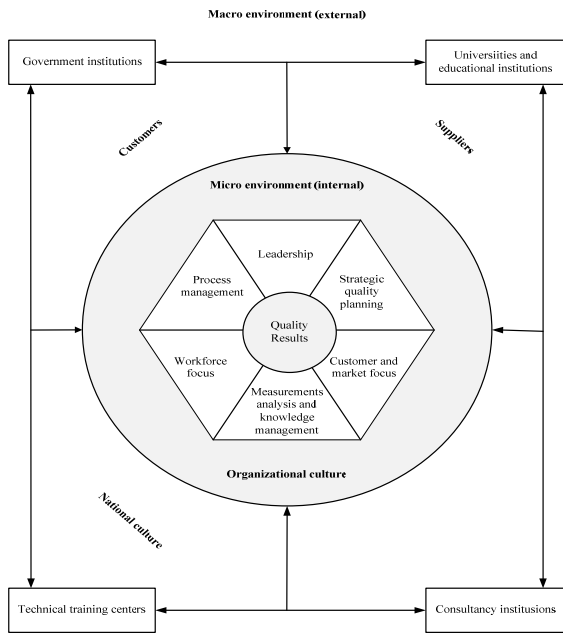 Macro environment (external)
Government institutions
Universiities and
educational institutions
Customers
Suppliers
Micro environment (internal)
Leadership
Process
management
Strategic
quality
planning
Quality
Results
Workforce
focus
Customer and
market focus
Measurements
analysis and
knowledge
management
Organizational culture
National culture
Technical training centers
Consultancy institusions